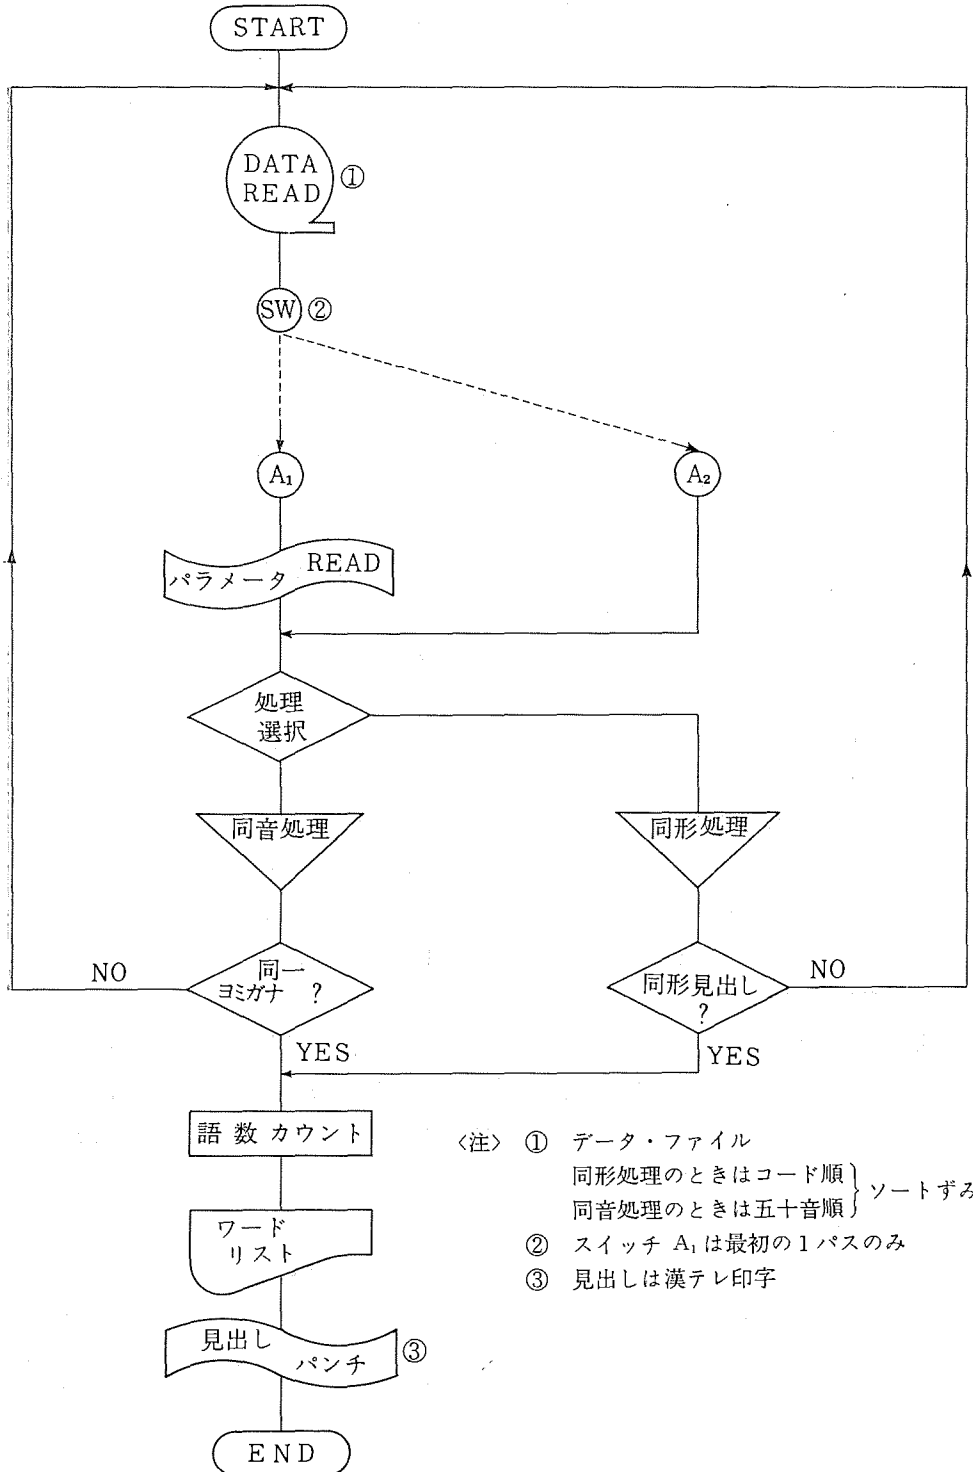 START
DATA
READ ①
SW ②
A₁
A₂
パラメータ READ
処理
選択
同音処理
同形処理
同一
ヨミガナ ?
NO
YES
同形見出し
?
NO
YES
語数カウント
ワード
リスト
見出し
パンチ ③
END
〈注〉 ① データ・ファイル
同形処理のときはコード順
同音処理のときは五十音順
ソートずみ
② スイッチ A₁は最初の1パスのみ
③ 見出しは漢テレ印字